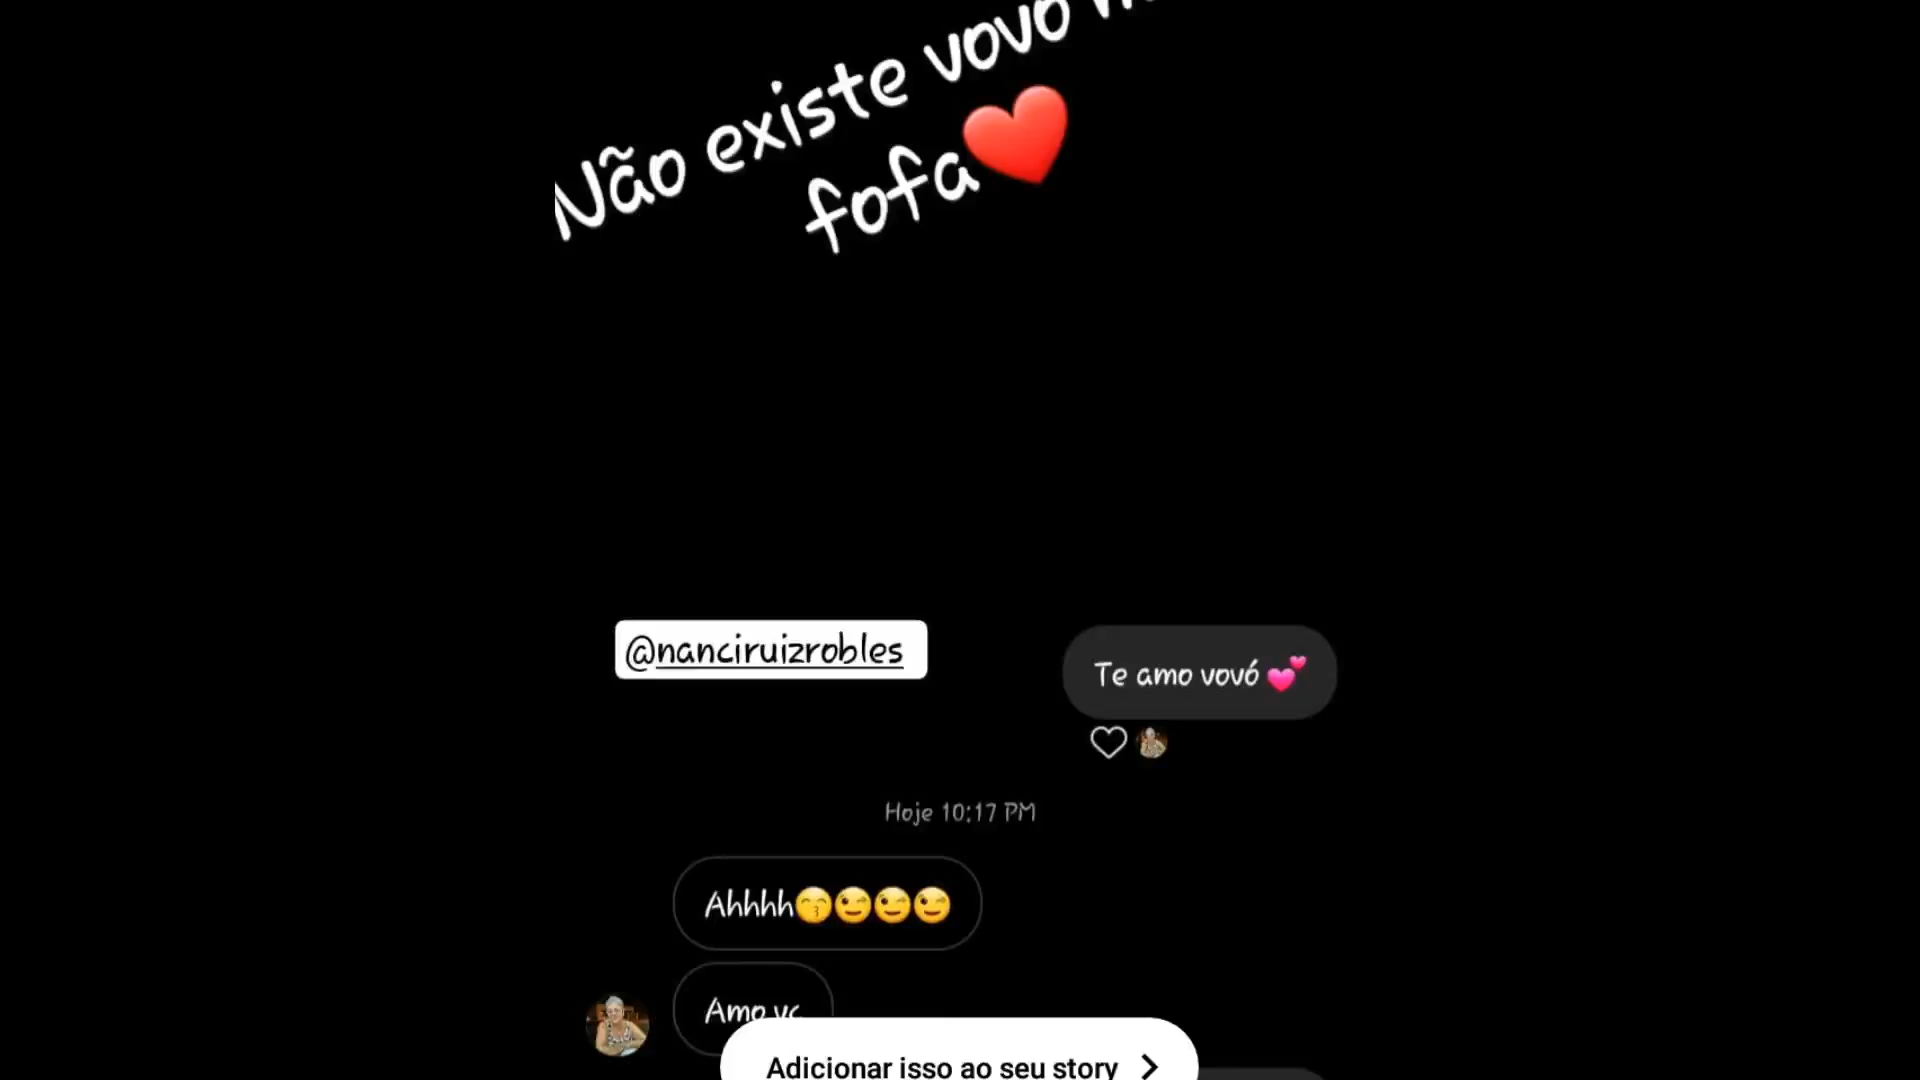 Não existe vovó
fofa❤️
@nanciruizrobles
Te amo vovó 💕
Hoje 10:17 PM
Ahhhh😙😉😉😉
Amo vc
Adicionar isso ao seu story